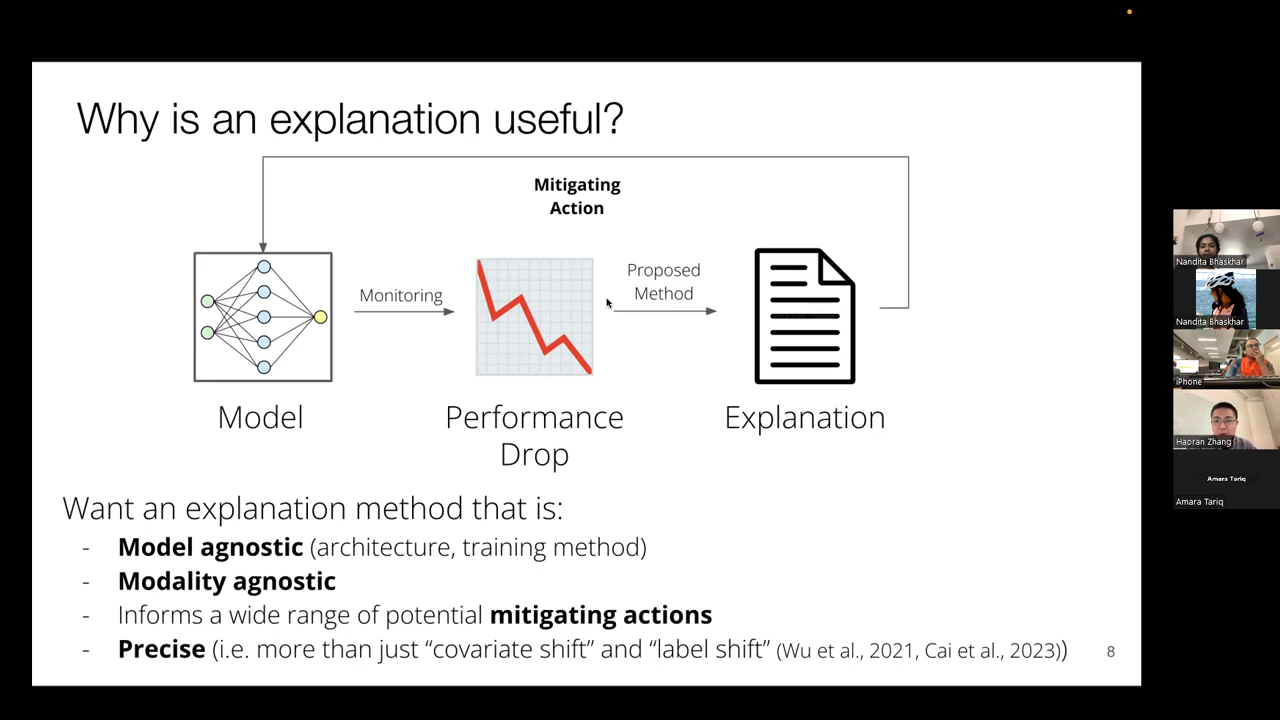 Why is an explanation useful?
Mitigating
Action
Monitoring
Proposed
Method
Model
Performance
Drop
Explanation
Want an explanation method that is:
- Model agnostic (architecture, training method)
- Modality agnostic
- Informs a wide range of potential mitigating actions
- Precise (i.e. more than just “covariate shift” and “label shift” (Wu et al., 2021, Cai et al., 2023))
8
Nandita Bhaskhar
Nandita Bhaskhar
iPhone
Haoran Zhang
Amara Tariq
Amara Tariq